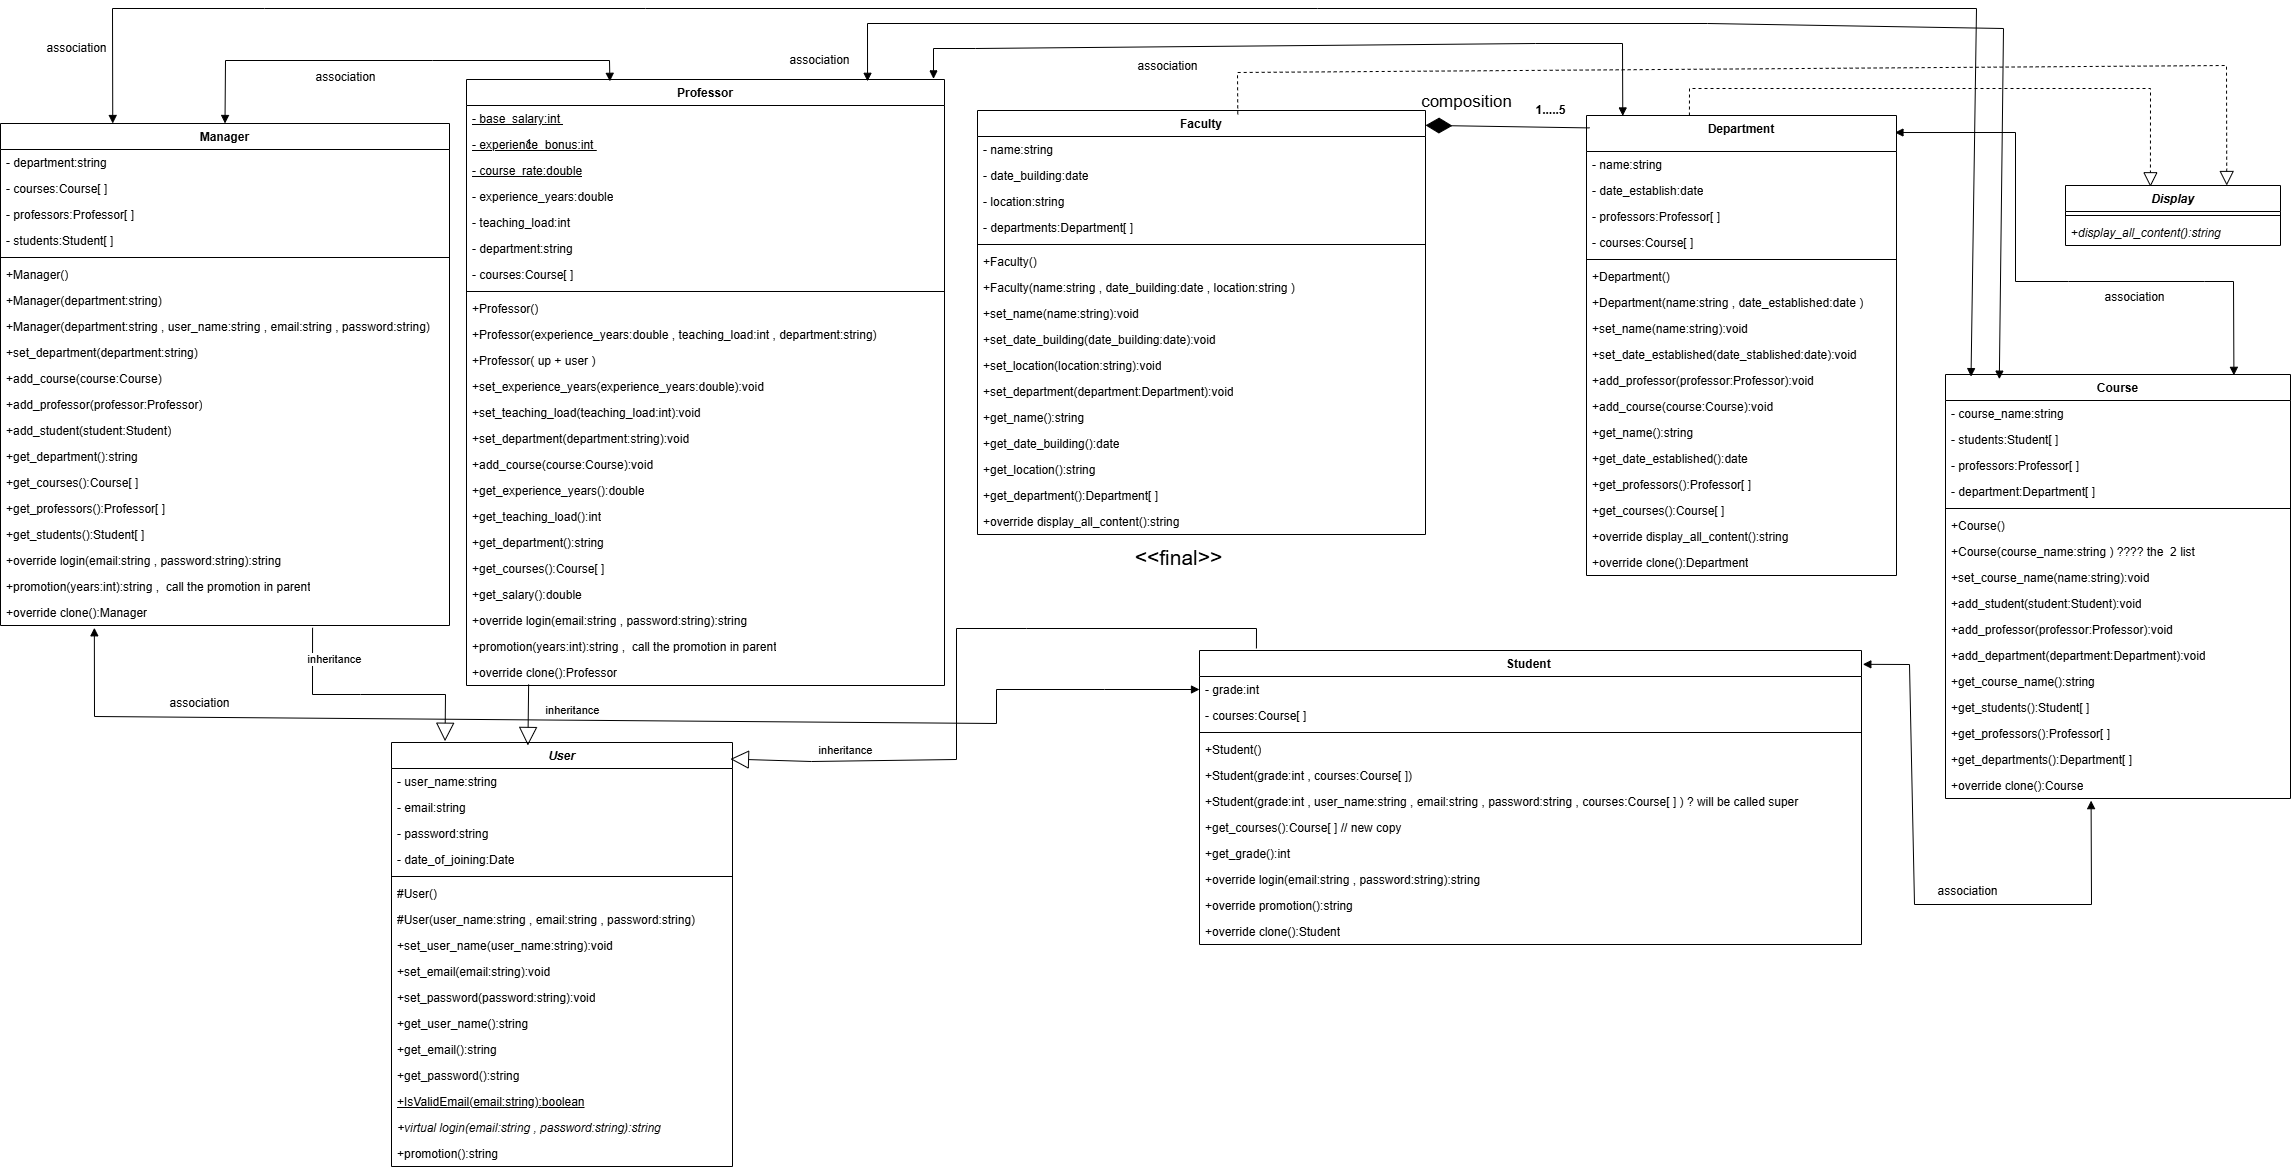 association
association
association
association
composition
1.....5
Manager
- department:string
- courses:Course[ ]
- professors:Professor[ ]
- students:Student[ ]
+Manager()
+Manager(department:string)
+Manager(department:string , user_name:string , email:string , password:string)
+set_department(department:string)
+add_course(course:Course)
+add_professor(professor:Professor)
+add_student(student:Student)
+get_department():string
+get_courses():Course[ ]
+get_professors():Professor[ ]
+get_students():Student[ ]
+override login(email:string , password:string):string
+promotion(years:int):string ,  call the promotion in parent
+override clone():Manager
Professor
- base_salary:int
- experience_bonus:int
- course_rate:double
- experience_years:double
- teaching_load:int
- department:string
- courses:Course[ ]
+Professor()
+Professor(experience_years:double , teaching_load:int , department:string)
+Professor( up + user )
+set_experience_years(experience_years:double):void
+set_teaching_load(teaching_load:int):void
+set_department(department:string):void
+add_course(course:Course):void
+get_experience_years():double
+get_teaching_load():int
+get_department():string
+get_courses():Course[ ]
+get_salary():double
+override login(email:string , password:string):string
+promotion(years:int):string ,  call the promotion in parent
+override clone():Professor
Faculty
- name:string
- date_building:date
- location:string
- departments:Department[ ]
+Faculty()
+Faculty(name:string , date_building:date , location:string )
+set_name(name:string):void
+set_date_building(date_building:date):void
+set_location(location:string):void
+set_department(department:Department):void
+get_name():string
+get_date_building():date
+get_location():string
+get_department():Department[ ]
+override display_all_content():string
<<final>>
Department
- name:string
- date_establish:date
- professors:Professor[ ]
- courses:Course[ ]
+Department()
+Department(name:string , date_established:date )
+set_name(name:string):void
+set_date_established(date_stablished:date):void
+add_professor(professor:Professor):void
+add_course(course:Course):void
+get_name():string
+get_date_established():date
+get_professors():Professor[ ]
+get_courses():Course[ ]
+override display_all_content():string
+override clone():Department
Display
+display_all_content():string
association
Course
- course_name:string
- students:Student[ ]
- professors:Professor[ ]
- department:Department[ ]
+Course()
+Course(course_name:string ) ???? the  2 list
+set_course_name(name:string):void
+add_student(student:Student):void
+add_professor(professor:Professor):void
+add_department(department:Department):void
+get_course_name():string
+get_students():Student[ ]
+get_professors():Professor[ ]
+get_departments():Department[ ]
+override clone():Course
inheritance
association
inheritance
inheritance
User
- user_name:string
- email:string
- password:string
- date_of_joining:Date
#User()
#User(user_name:string , email:string , password:string)
+set_user_name(user_name:string):void
+set_email(email:string):void
+set_password(password:string):void
+get_user_name():string
+get_email():string
+get_password():string
+IsValidEmail(email:string):boolean
+virtual login(email:string , password:string):string
+promotion():string
Student
- grade:int
- courses:Course[ ]
+Student()
+Student(grade:int , courses:Course[ ])
+Student(grade:int , user_name:string , email:string , password:string , courses:Course[ ] ) ? will be called super
+get_courses():Course[ ] // new copy
+get_grade():int
+override login(email:string , password:string):string
+override promotion():string
+override clone():Student
association